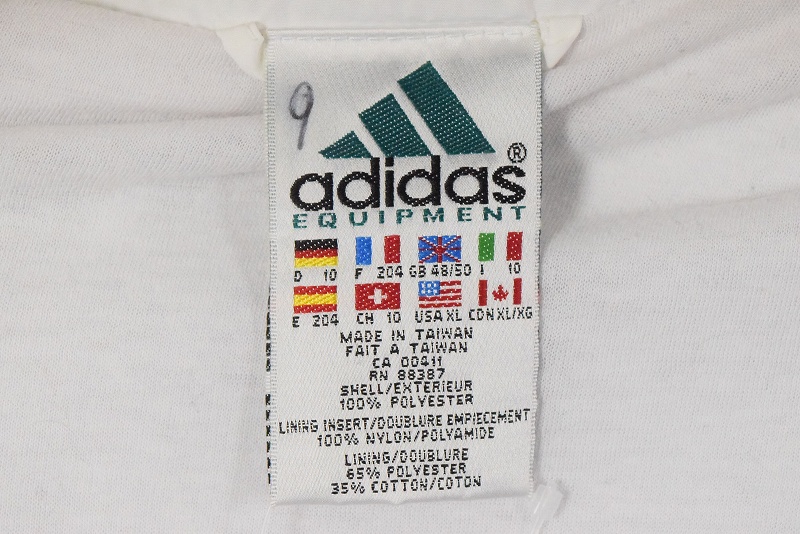 9
adidas®
EQUIPMENT
D 10 F 204 GB 48/50 I 10
E 204 CH 10 USA XL CDN XL/XG
MADE IN TAIWAN
FAIT A TAIWAN
CA 00411
RN 88387
SHELL/EXTERIEUR
100% POLYESTER
LINING INSERT/DOUBLURE EMPIECEMENT
100% NYLON/POLYAMIDE
LINING/DOUBLURE
65% POLYESTER
35% COTTON/COTON